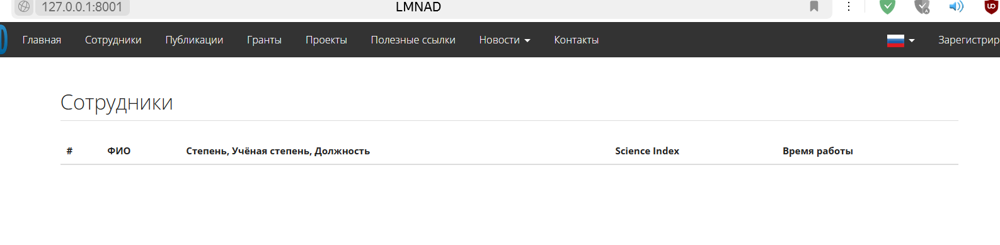 127.0.0.1:8001 LMNAD
Главная Сотрудники Публикации Гранты Проекты Полезные ссылки Новости Контакты Зарегистрир
Сотрудники
# ФИО Степень, Учёная степень, Должность Science Index Время работы